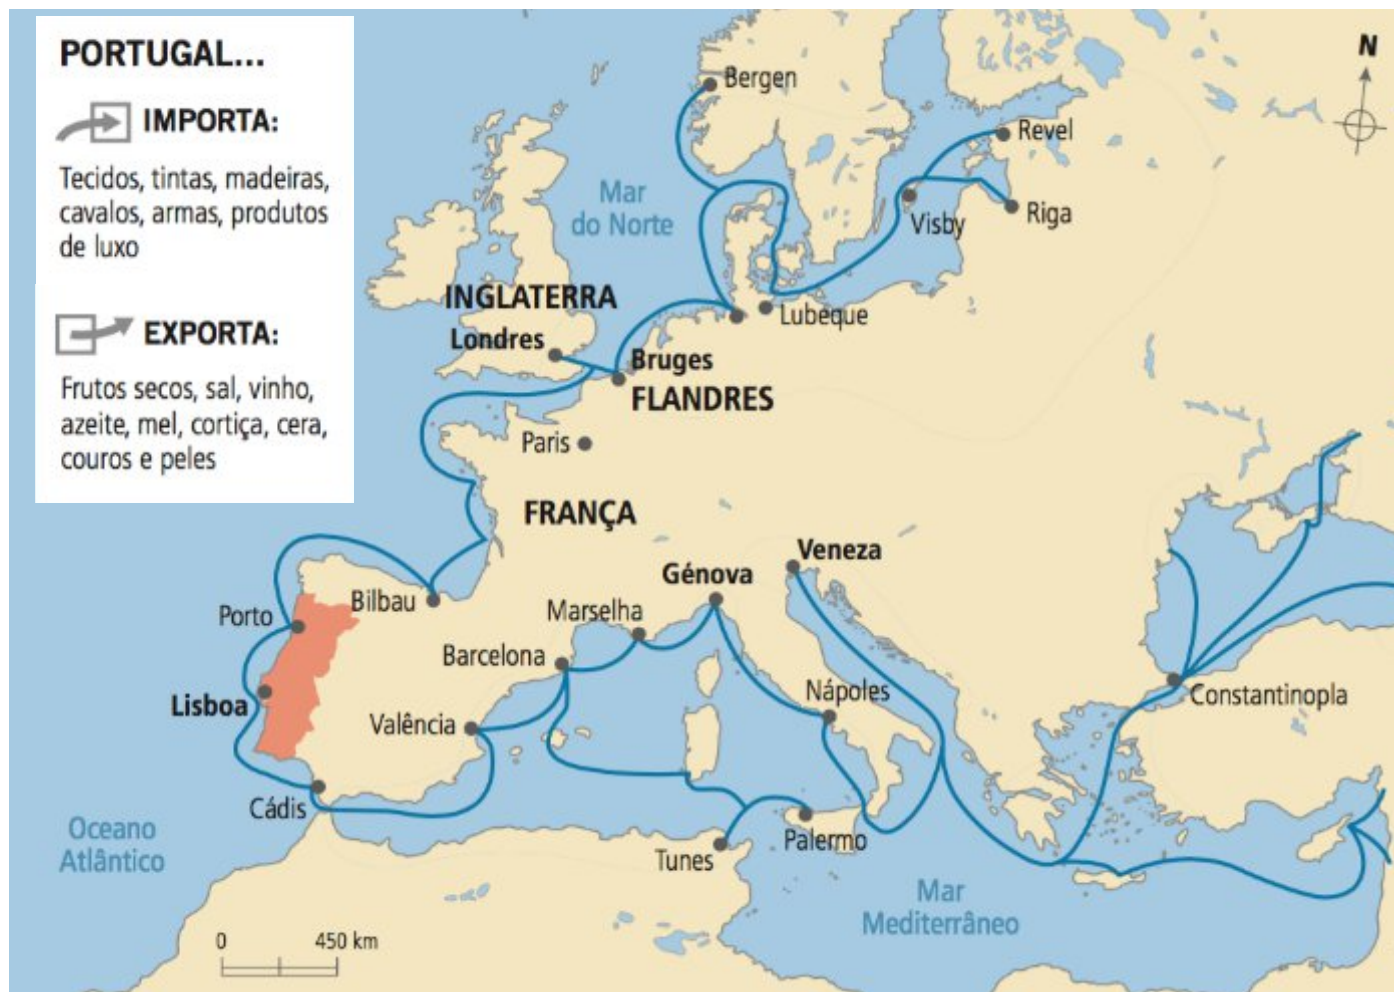 PORTUGAL...
IMPORTA:
Tecidos, tintas, madeiras,
cavalos, armas, produtos
de luxo
EXPORTA:
Frutos secos, sal, vinho,
azeite, mel, cortiça, cera,
couros e peles
N
Bergen
Revel
Mar
do Norte
Visby
Riga
INGLATERRA
Londres
Lubeque
Bruges
FLANDRES
Paris
FRANÇA
Veneza
Génova
Porto
Bilbau
Marselha
Barcelona
Lisboa
Valência
Nápoles
Constantinopla
Cádis
Oceano
Atlântico
Tunes
Palermo
Mar
Mediterrâneo
0 450 km